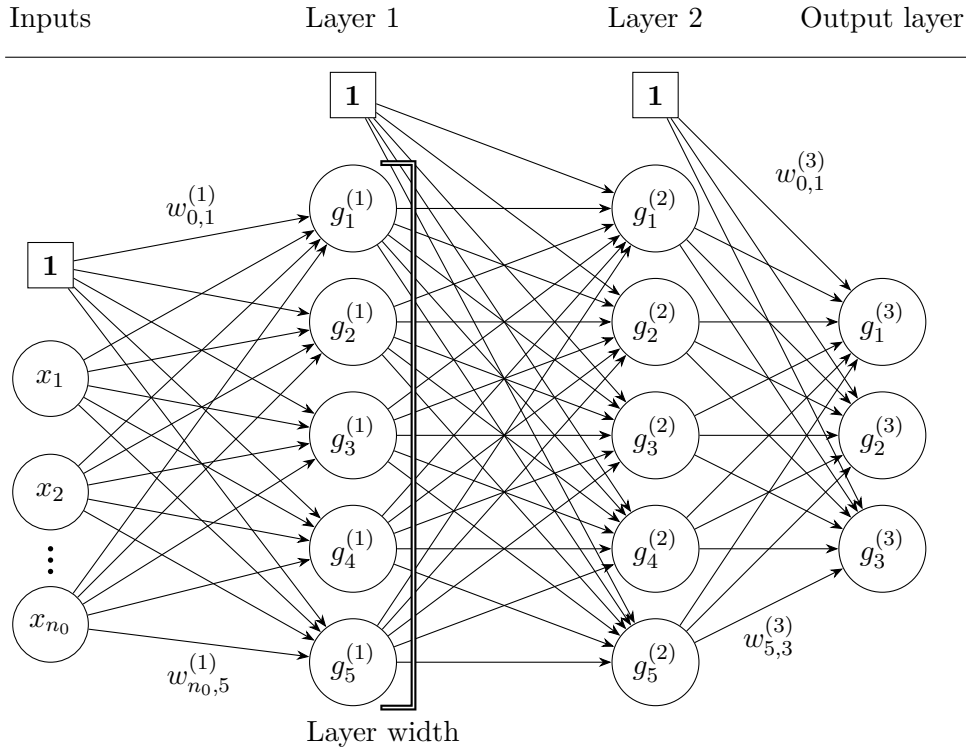 Inputs Layer 1 Layer 2 Output layer
1 1
w_{0,1}^{(3)}
w_{0,1}^{(1)} g_1^{(1)} g_1^{(2)}
1
g_2^{(1)} g_2^{(2)} g_1^{(3)}
x_1
g_3^{(1)} g_3^{(2)} g_2^{(3)}
x_2
g_4^{(1)} g_4^{(2)} g_3^{(3)}
⋮
x_{n_0}
w_{5,3}^{(3)}
w_{n_0,5}^{(1)} g_5^{(1)} g_5^{(2)}
Layer width